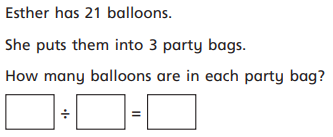 Esther has 21 balloons.
She puts them into 3 party bags.
How many balloons are in each party bag?
÷ =